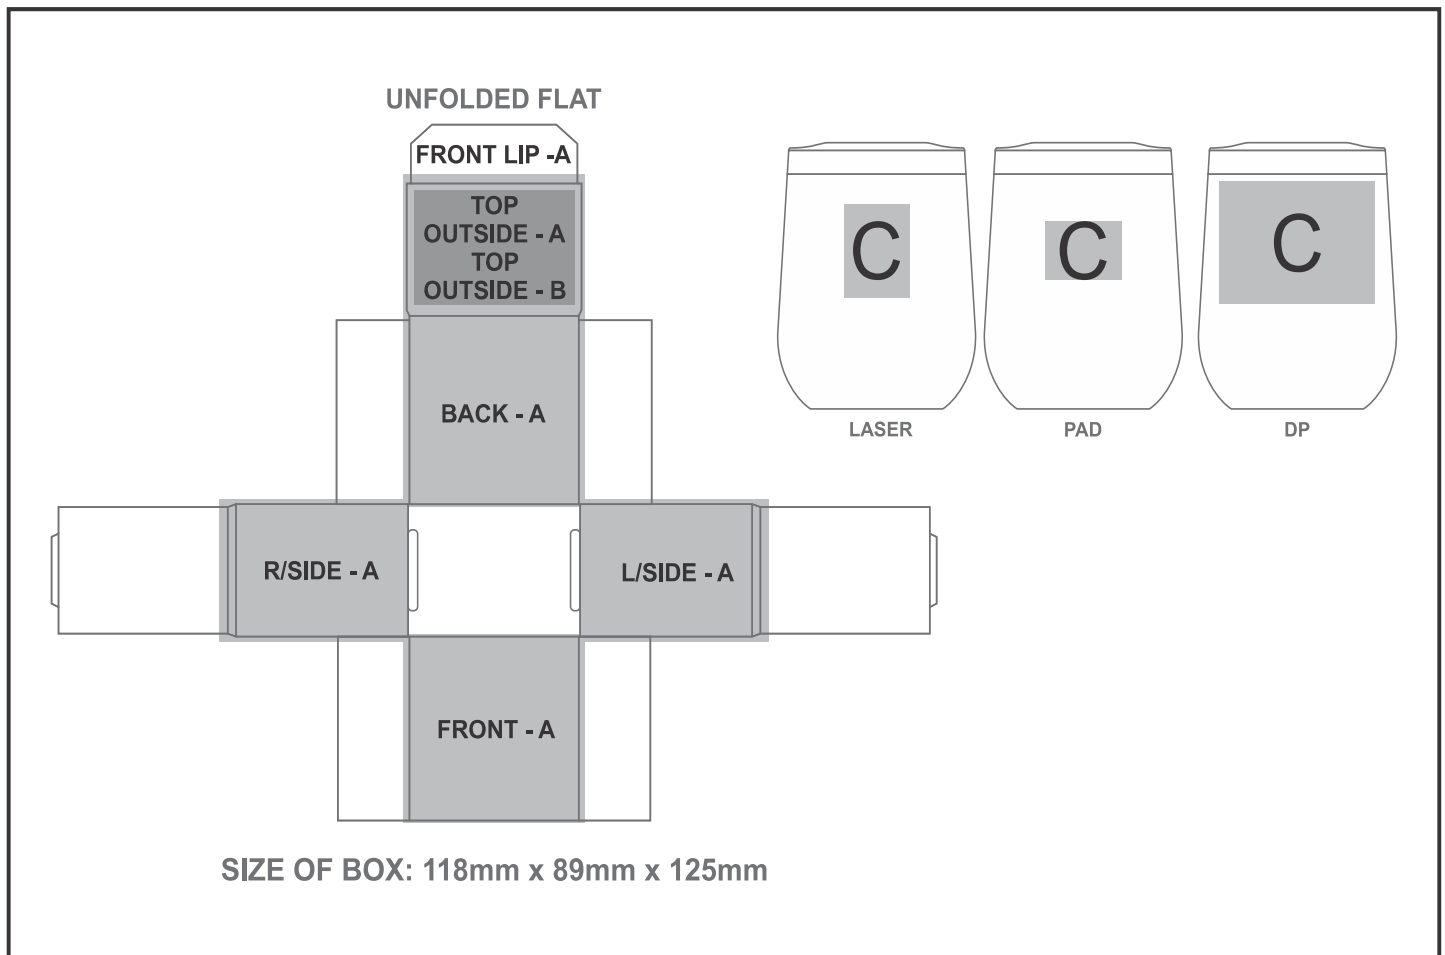 UNFOLDED FLAT
FRONT LIP -A
TOP
OUTSIDE - A
TOP
OUTSIDE - B
BACK - A
R/SIDE - A
L/SIDE - A
FRONT - A
SIZE OF BOX: 118mm x 89mm x 125mm
C
C
C
LASER
PAD
DP